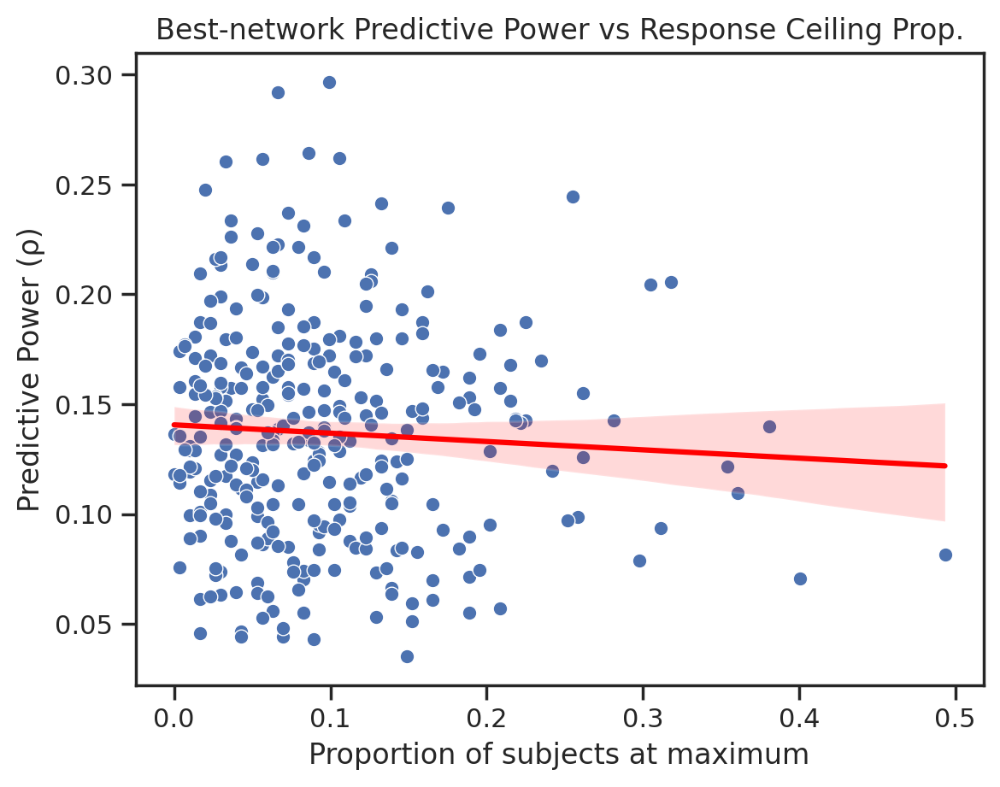 Best-network Predictive Power vs Response Ceiling Prop.
0.30
0.25
0.20
0.15
0.10
0.05
Predictive Power (ρ)
0.0 0.1 0.2 0.3 0.4 0.5
Proportion of subjects at maximum